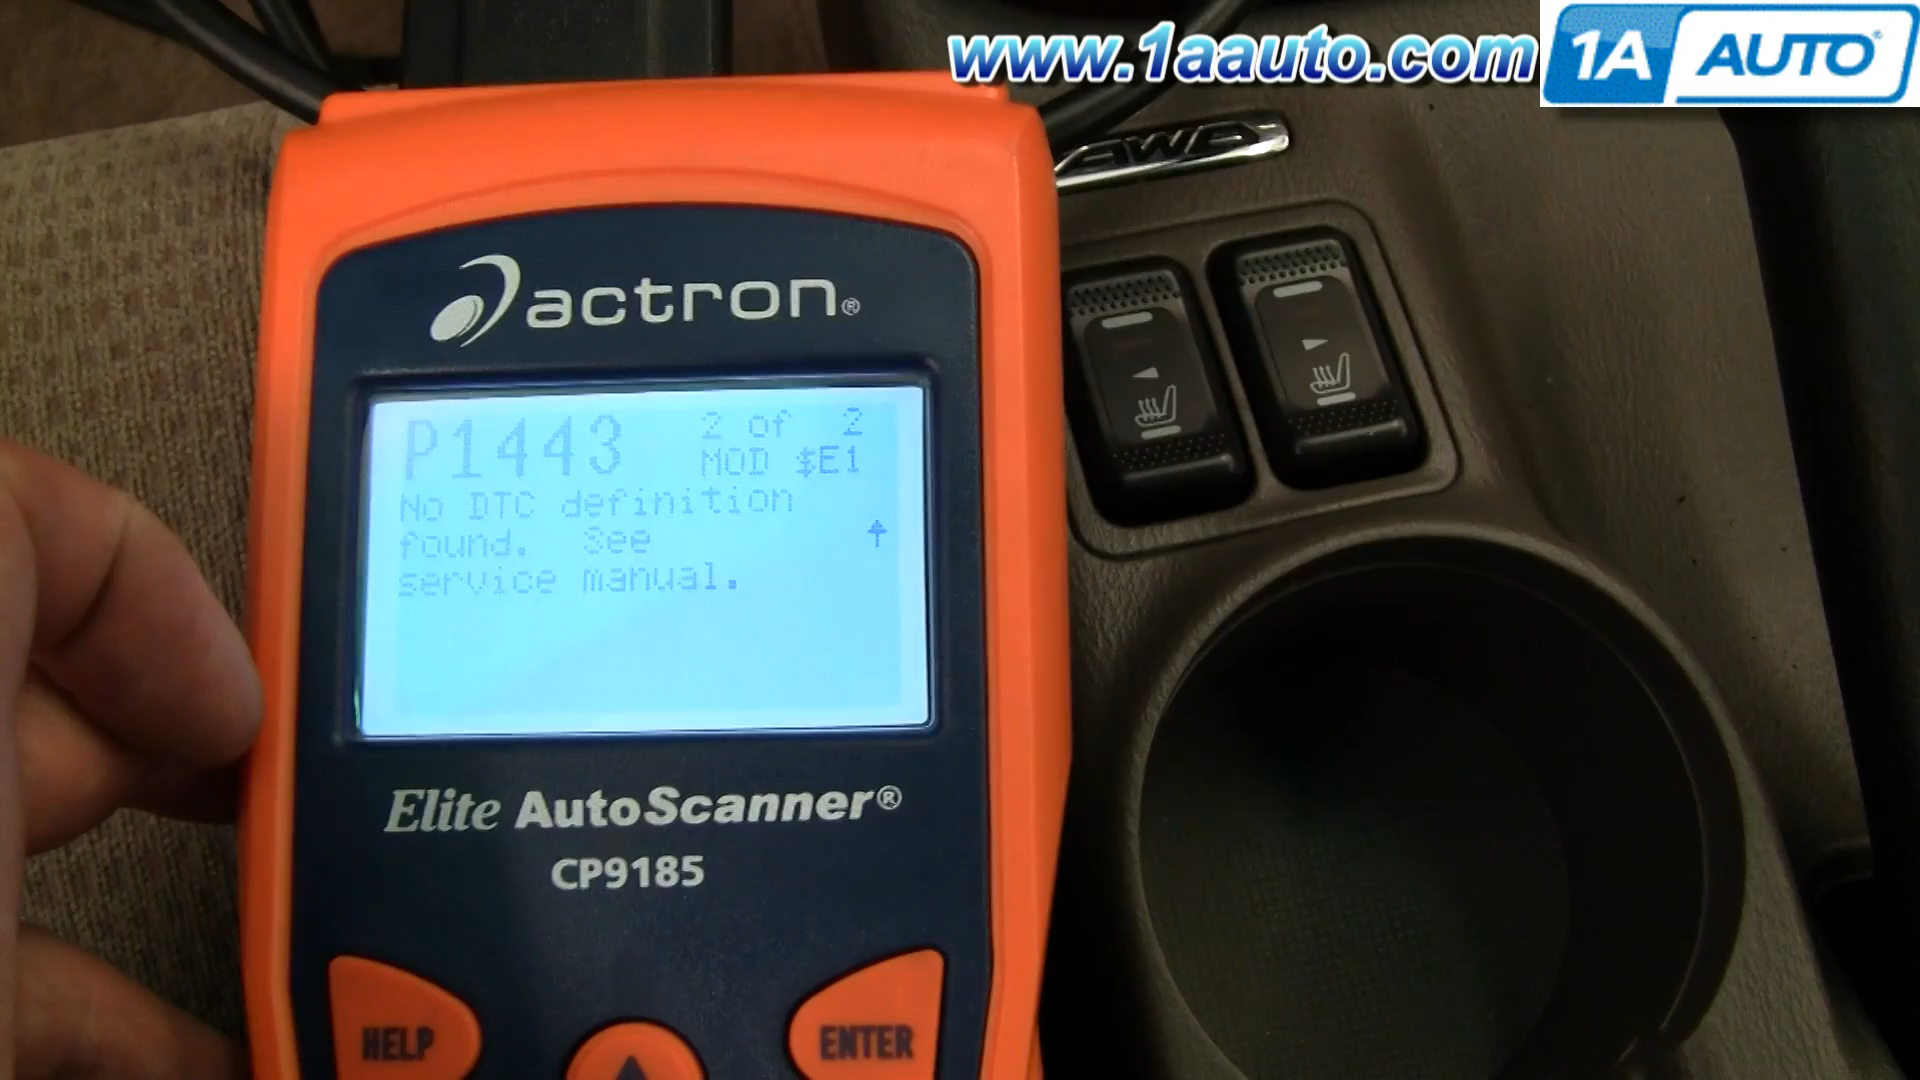 www.1aauto.com
1A AUTO
AWD
actron®
P1443 2 of 2
MOD $E1
No DTC definition
found. See
service manual.
Elite AutoScanner®
CP9185
HELP
ENTER